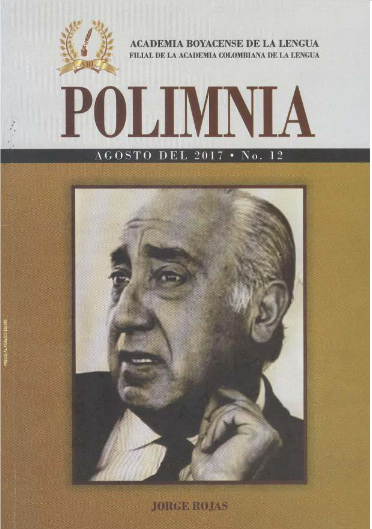 ABL
ACADEMIA BOYACENSE DE LA LENGUA
FILIAL DE LA ACADEMIA COLOMBIANA DE LA LENGUA
POLIMNIA
AGOSTO DEL 2017 • No. 12
JORGE ROJAS